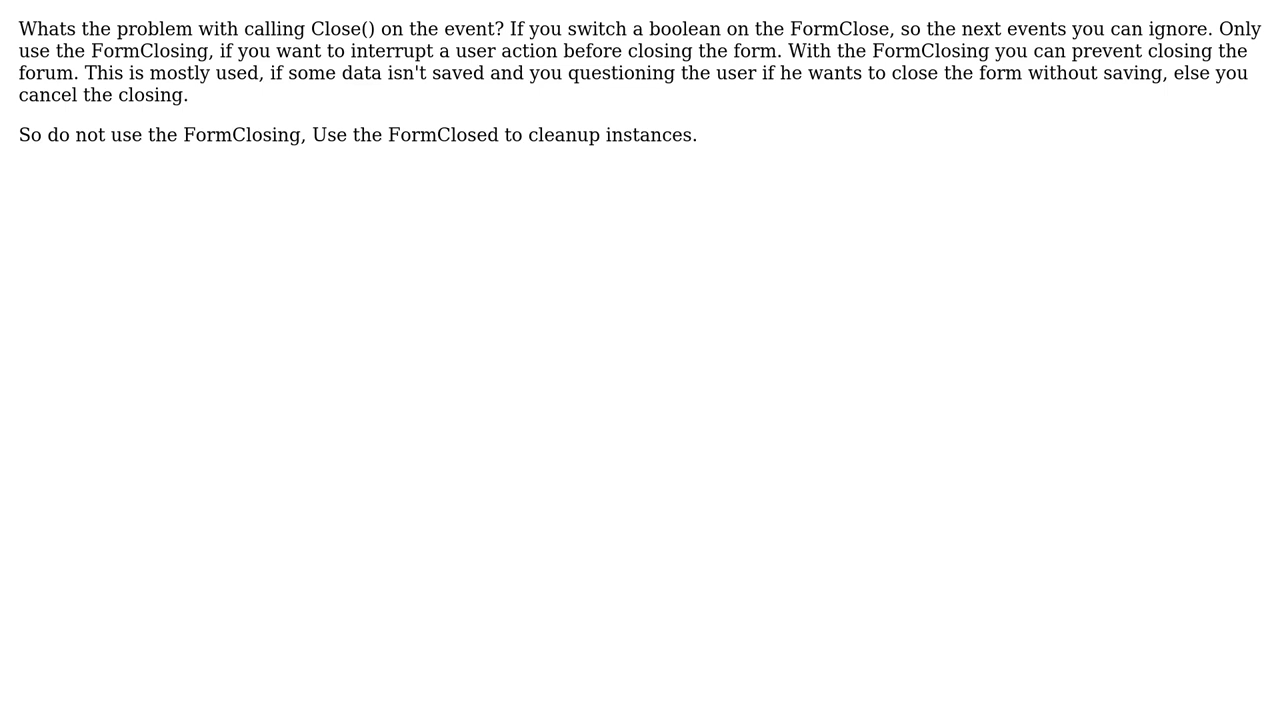 Whats the problem with calling Close() on the event? If you switch a boolean on the FormClose, so the next events you can ignore. Only
use the FormClosing, if you want to interrupt a user action before closing the form. With the FormClosing you can prevent closing the
forum. This is mostly used, if some data isn't saved and you questioning the user if he wants to close the form without saving, else you
cancel the closing.
So do not use the FormClosing, Use the FormClosed to cleanup instances.